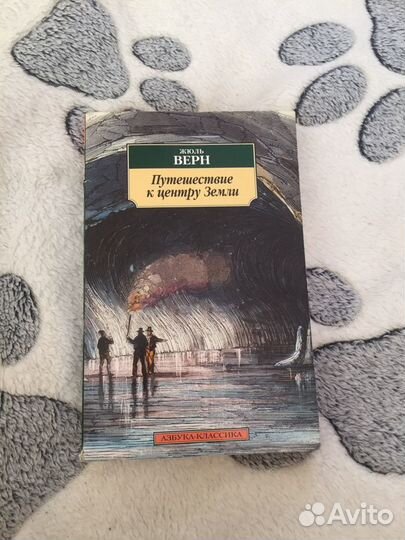 ЖЮЛЬ
ВЕРН
Путешествие
к центру Земли
АЗБУКА-КЛАССИКА
Avito